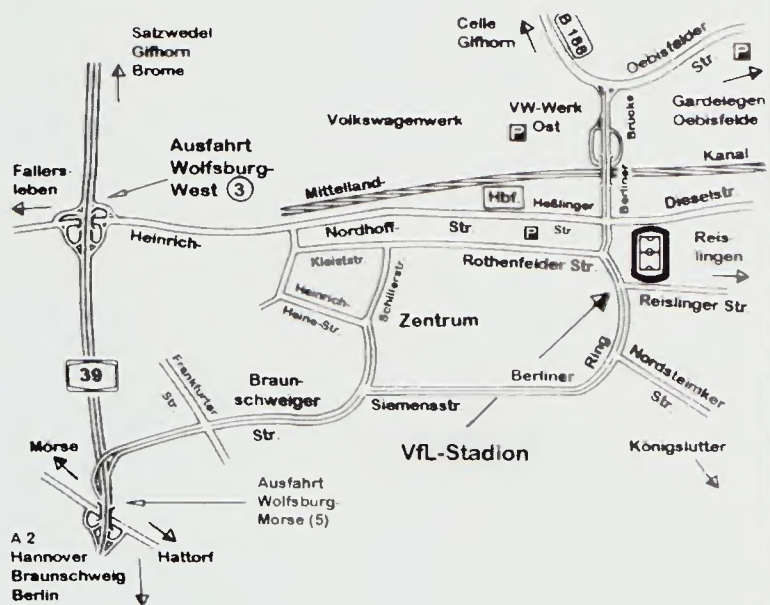 Salzwedel
Gifhorn
Brome
Celle
Gifhorn
B 188
Oebisfelder
Str.
P
Gardelegen
Oebisfelde
Volkswagenwerk
VW-Werk
P Ost
Brücke
Berliner
Kanal
Ausfahrt
Wolfsburg-
West (3)
Fallers-
leben
Mittelland-
Hbf.
Heßlinger
Str.
Dieselstr.
Heinrich-
Nordhoff-
Str.
P
Reis-
lingen
Kleiststr.
Rothenfelder Str.
Schillerstr.
Heinrich-
Heine-Str.
Zentrum
Reislinger Str.
39
Frankfurter
Str.
Braun-
schweiger
Str.
Siemensstr
Berliner
Ring
Nordsteimker
Str.
VfL-Stadion
Königslutter
Morse
Ausfahrt
Wolfsburg-
Morse (5)
A 2
Hannover
Braunschweig
Berlin
Hattorf